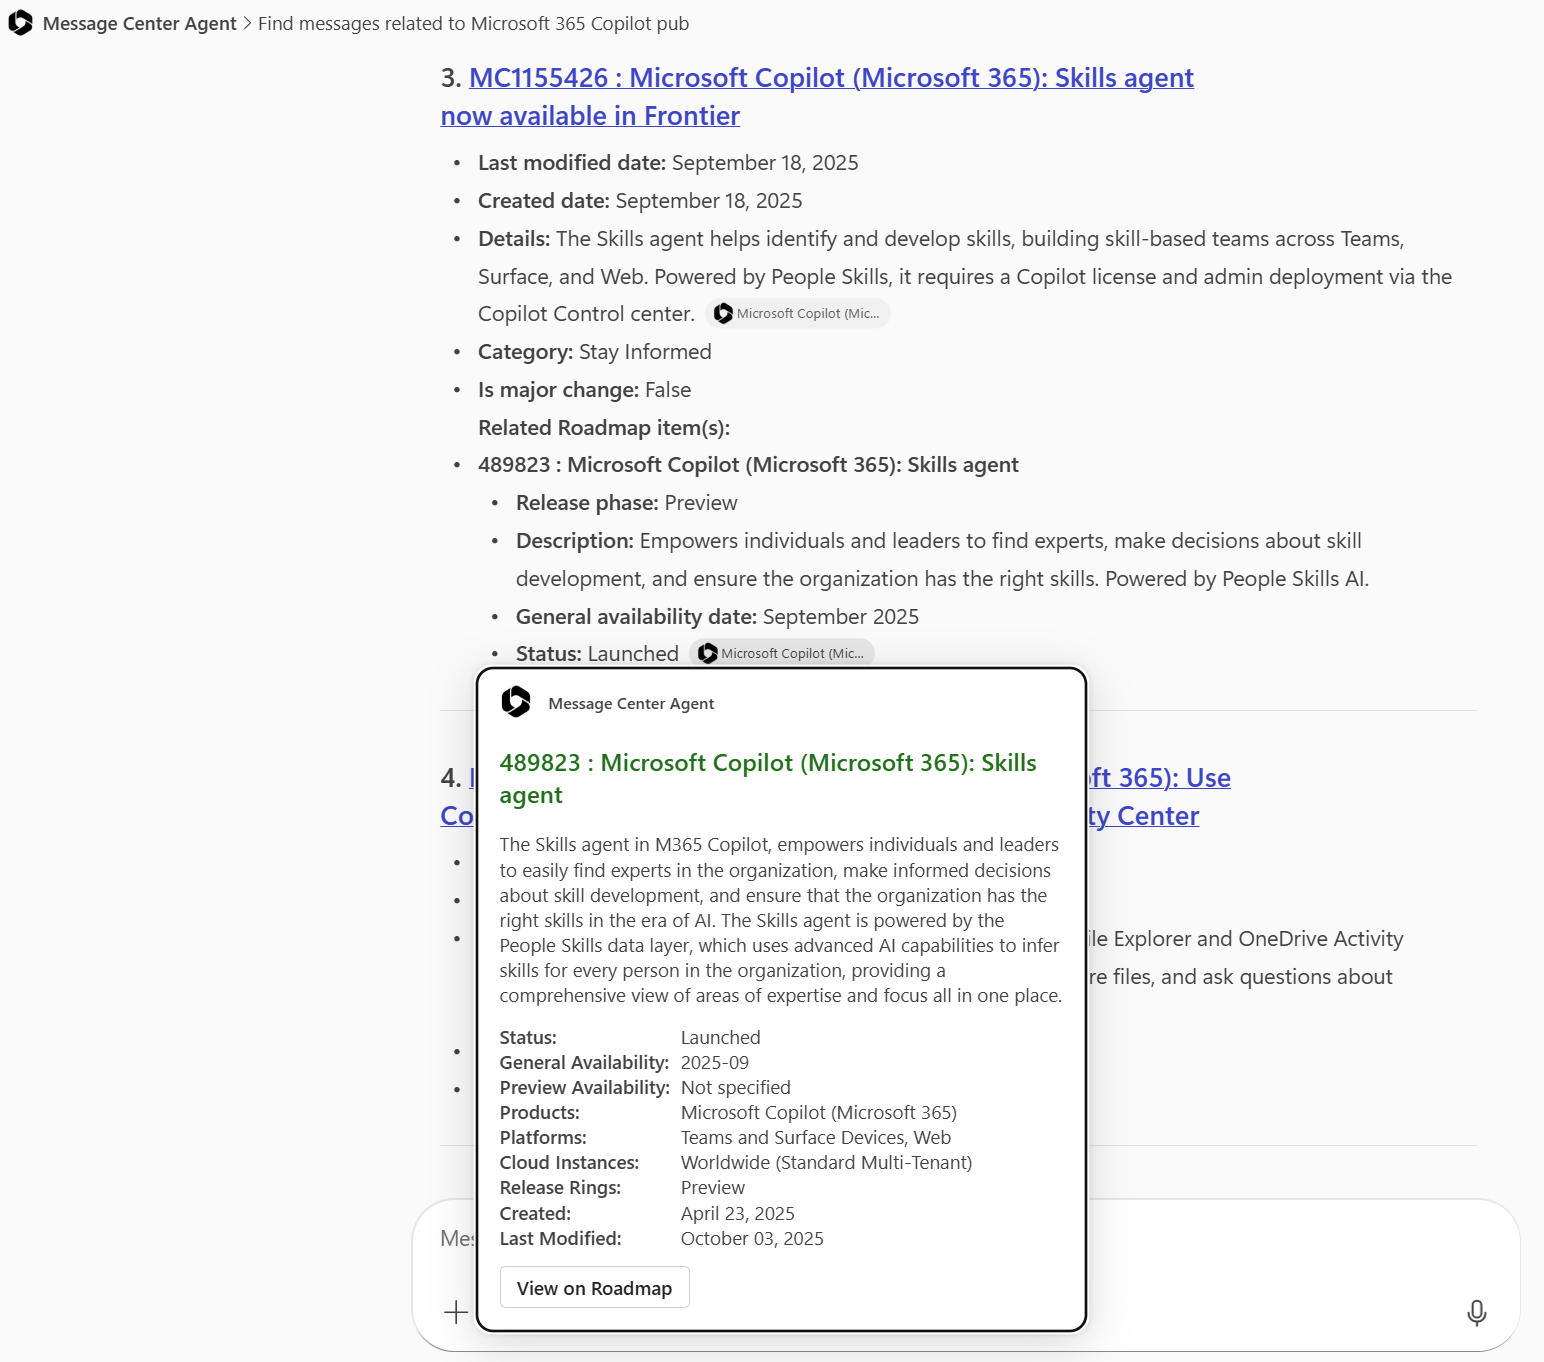 Message Center Agent > Find messages related to Microsoft 365 Copilot pub
3. MC1155426 : Microsoft Copilot (Microsoft 365): Skills agent
now available in Frontier
• Last modified date: September 18, 2025
• Created date: September 18, 2025
• Details: The Skills agent helps identify and develop skills, building skill-based teams across Teams,
Surface, and Web. Powered by People Skills, it requires a Copilot license and admin deployment via the
Copilot Control center. Microsoft Copilot (Mic...
• Category: Stay Informed
• Is major change: False
Related Roadmap item(s):
• 489823 : Microsoft Copilot (Microsoft 365): Skills agent
• Release phase: Preview
• Description: Empowers individuals and leaders to find experts, make decisions about skill
development, and ensure the organization has the right skills. Powered by People Skills AI.
• General availability date: September 2025
• Status: Launched Microsoft Copilot (Mic...
Message Center Agent
489823 : Microsoft Copilot (Microsoft 365): Skills
agent
The Skills agent in M365 Copilot, empowers individuals and leaders
to easily find experts in the organization, make informed decisions
about skill development, and ensure that the organization has the
right skills in the era of AI. The Skills agent is powered by the
People Skills data layer, which uses advanced AI capabilities to infer
skills for every person in the organization, providing a
comprehensive view of areas of expertise and focus all in one place.
Status: Launched
General Availability: 2025-09
Preview Availability: Not specified
Products: Microsoft Copilot (Microsoft 365)
Platforms: Teams and Surface Devices, Web
Cloud Instances: Worldwide (Standard Multi-Tenant)
Release Rings: Preview
Created: April 23, 2025
Last Modified: October 03, 2025
View on Roadmap
4.
365): Use
Center
Explorer and OneDrive Activity
files, and ask questions about